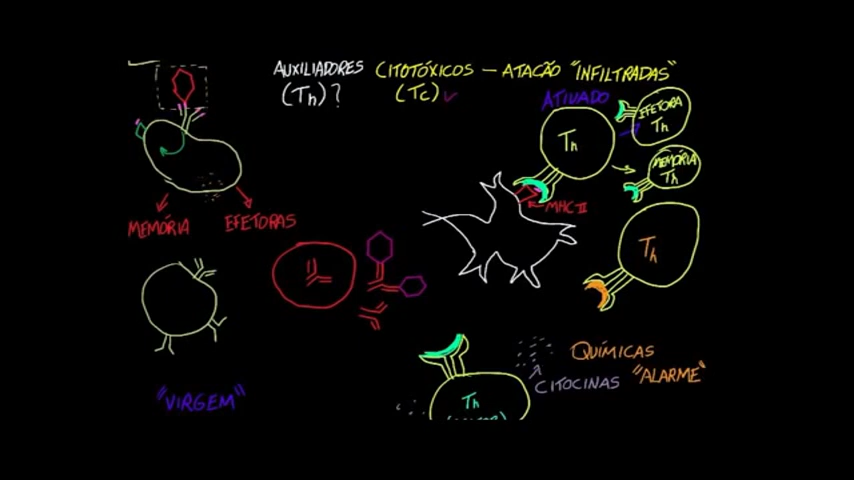 AUXILIADORES CITOTÓXICOS — ATACÃO "INFILTRADAS"
(Th)? (Tc)
ATIVADO
EFETORA
Th
Th
MEMÓRIA
Th
MHC II
MEMÓRIA EFETORAS
Th
QUÍMICAS
CITOCINAS "ALARME"
"VIRGEM"
Th